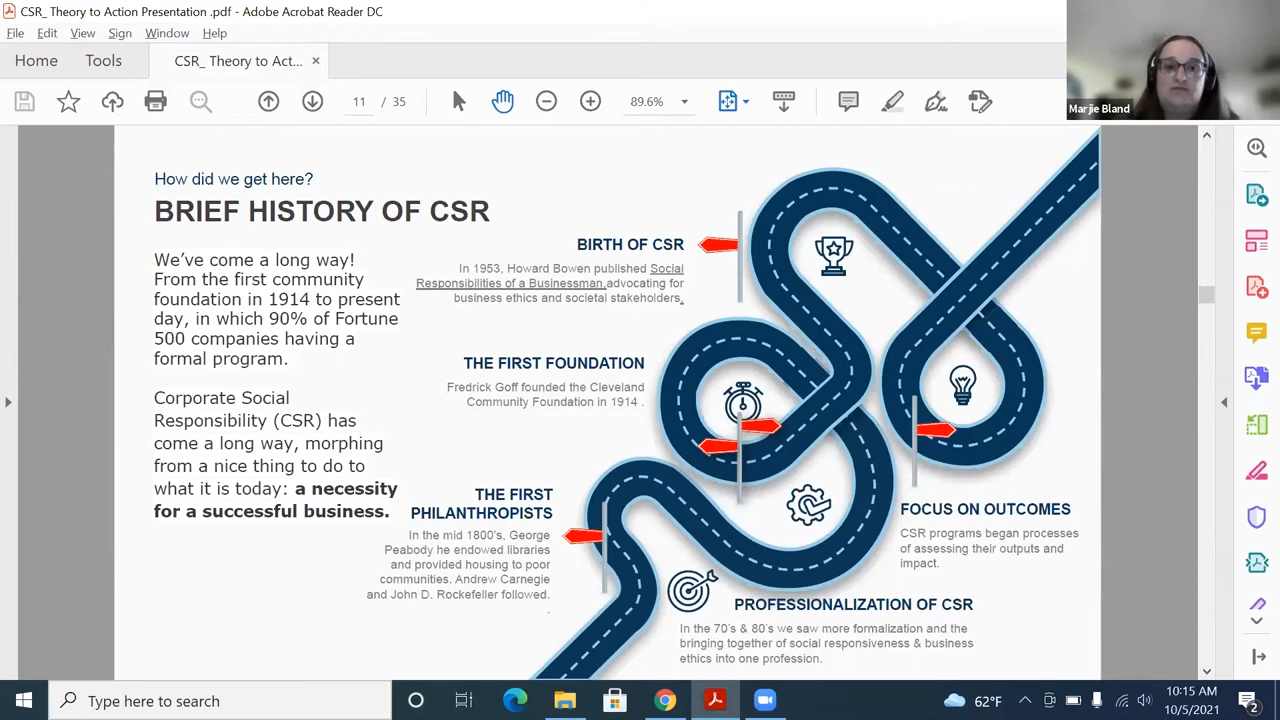 CSR_ Theory to Action Presentation .pdf - Adobe Acrobat Reader DC
File Edit View Sign Window Help
Home Tools CSR_ Theory to Act... ×
11 / 35 89.6%
Marjie Bland
How did we get here?
BRIEF HISTORY OF CSR
We've come a long way!
From the first community
foundation in 1914 to present
day, in which 90% of Fortune
500 companies having a
formal program.
Corporate Social
Responsibility (CSR) has
come a long way, morphing
from a nice thing to do to
what it is today: a necessity
for a successful business.
BIRTH OF CSR
In 1953, Howard Bowen published Social
Responsibilities of a Businessman, advocating for
business ethics and societal stakeholders.
THE FIRST FOUNDATION
Fredrick Goff founded the Cleveland
Community Foundation in 1914 .
THE FIRST
PHILANTHROPISTS
In the mid 1800's, George
Peabody he endowed libraries
and provided housing to poor
communities. Andrew Carnegie
and John D. Rockefeller followed.
.
FOCUS ON OUTCOMES
CSR programs began processes
of assessing their outputs and
impact.
PROFESSIONALIZATION OF CSR
In the 70's & 80's we saw more formalization and the
bringing together of social responsiveness & business
ethics into one profession.
Type here to search
62°F
10:15 AM
10/5/2021
2